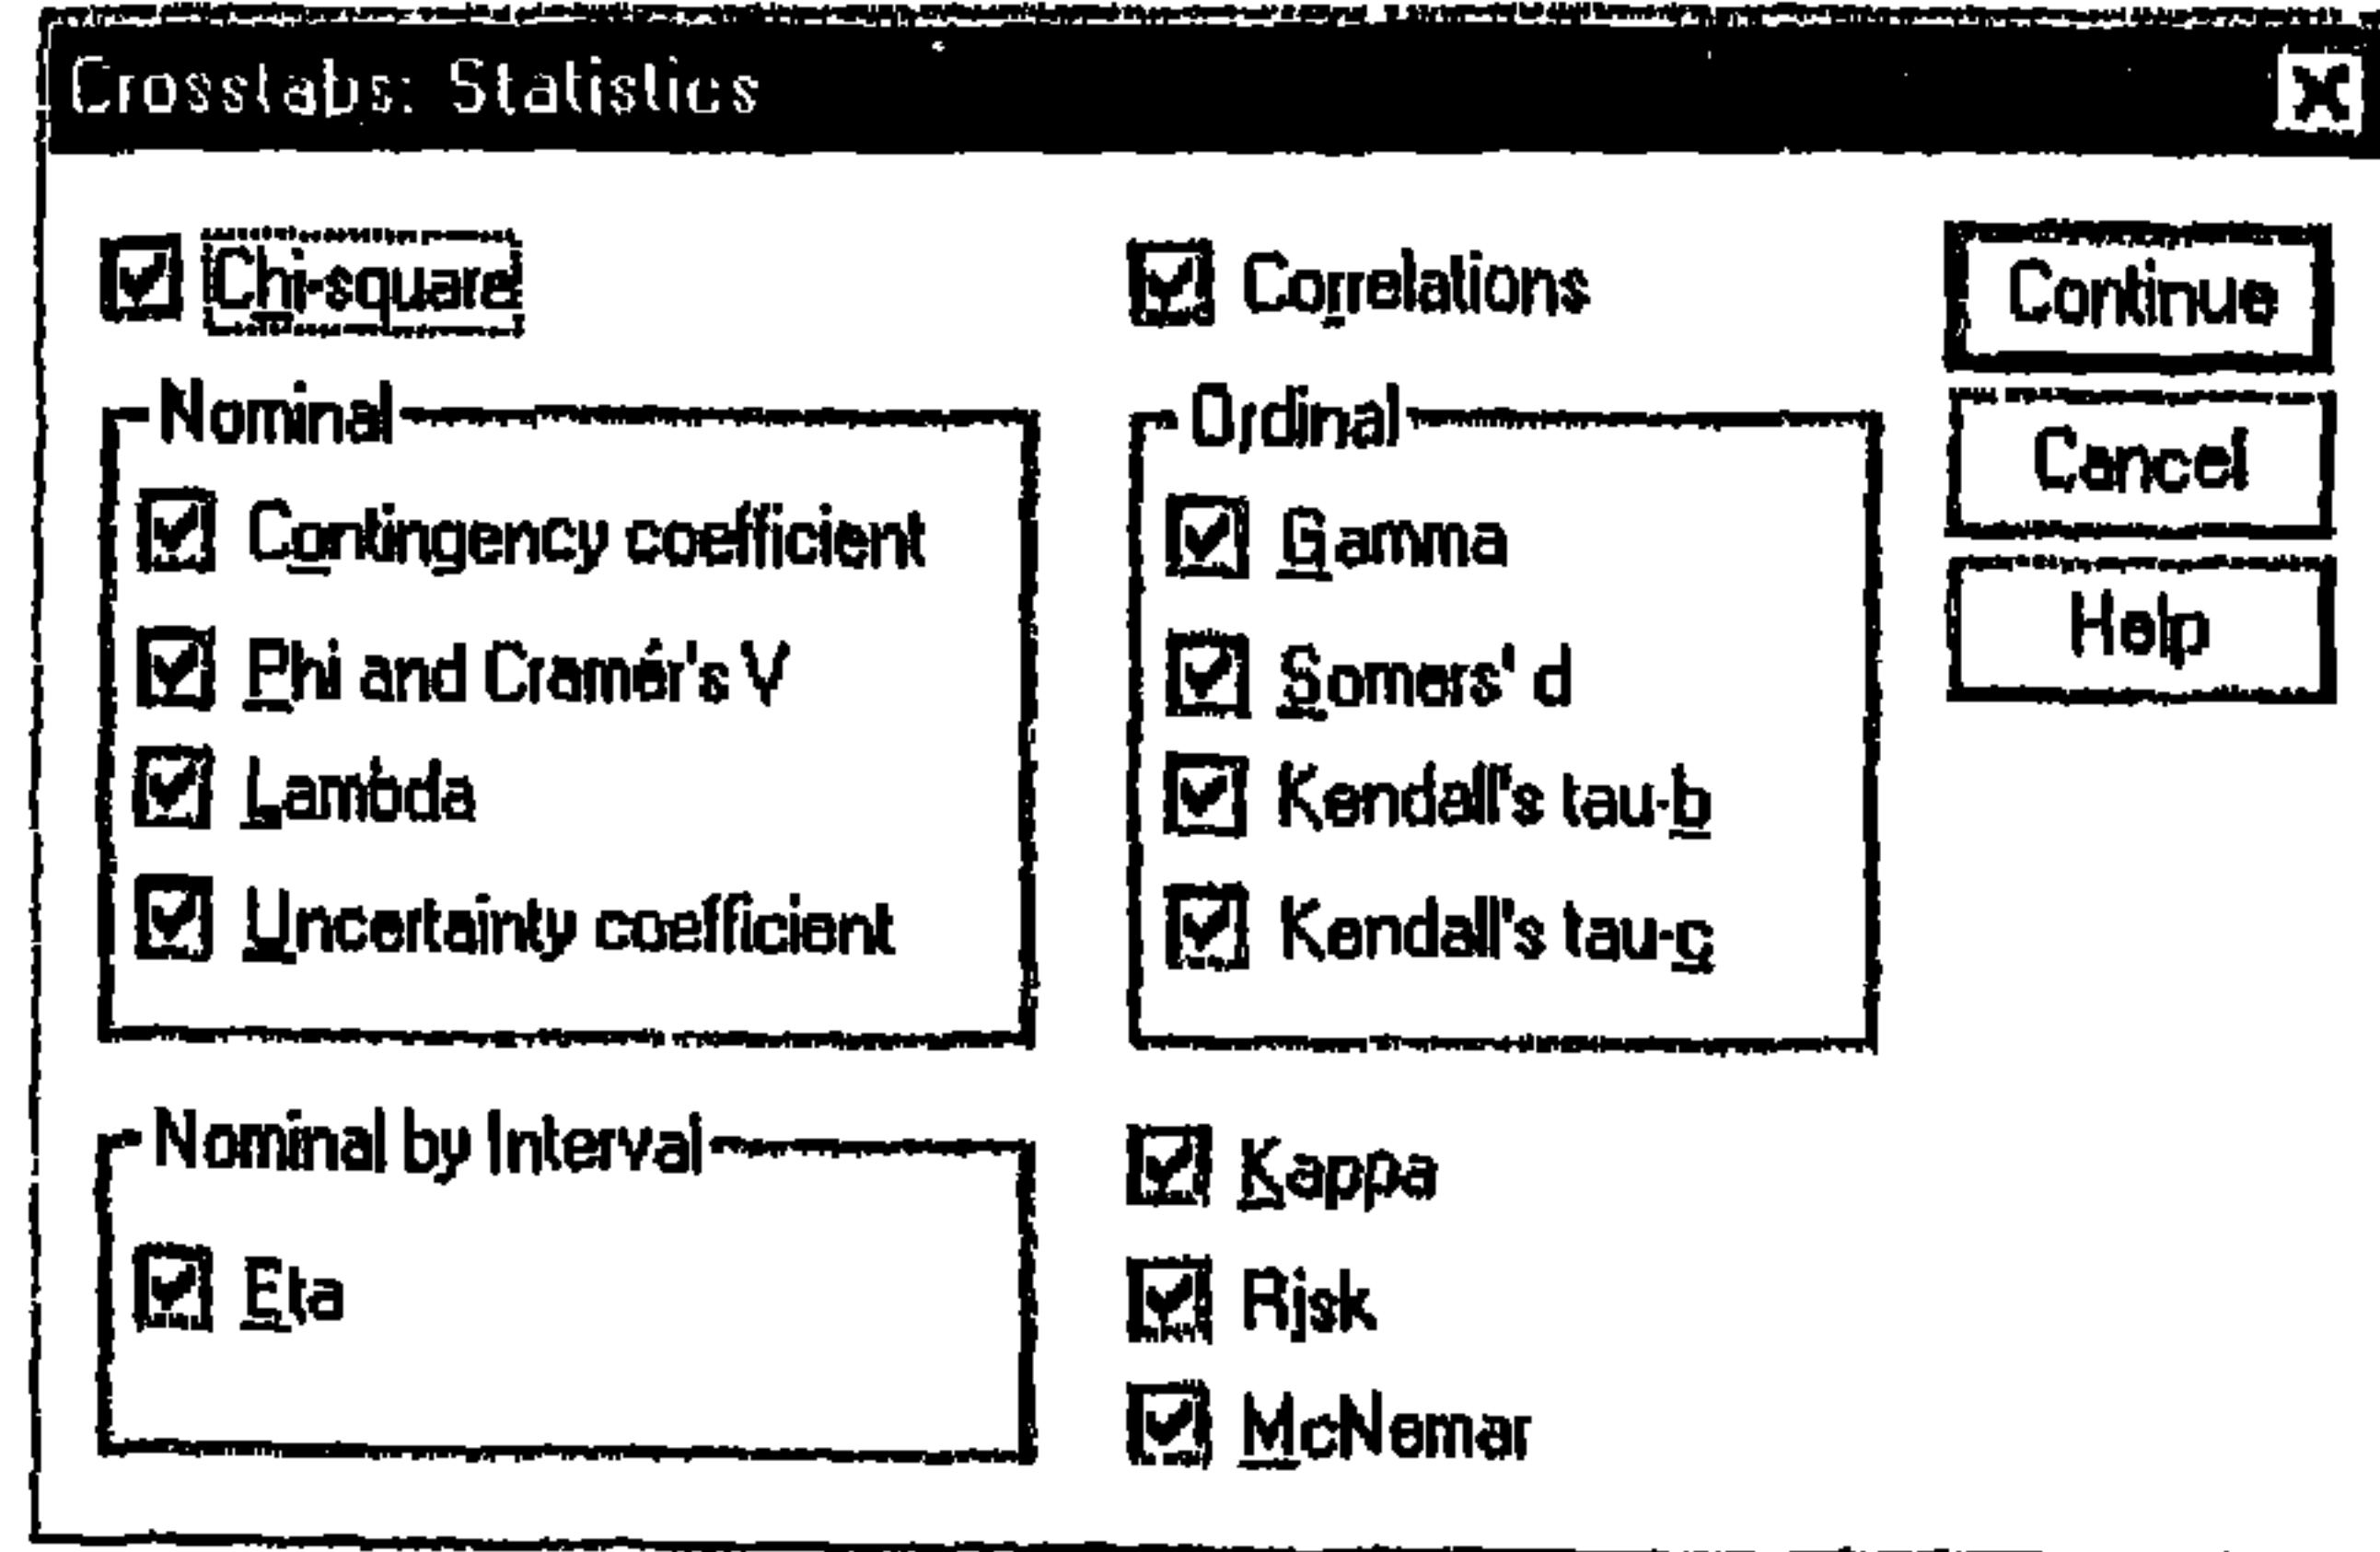 Crosstabs: Statistics
Chi-square
Correlations
Continue
Cancel
Help
Nominal
Contingency coefficient
Phi and Cramér's V
Lambda
Uncertainty coefficient
Ordinal
Gamma
Somers' d
Kendall's tau-b
Kendall's tau-c
Nominal by Interval
Eta
Kappa
Risk
McNemar